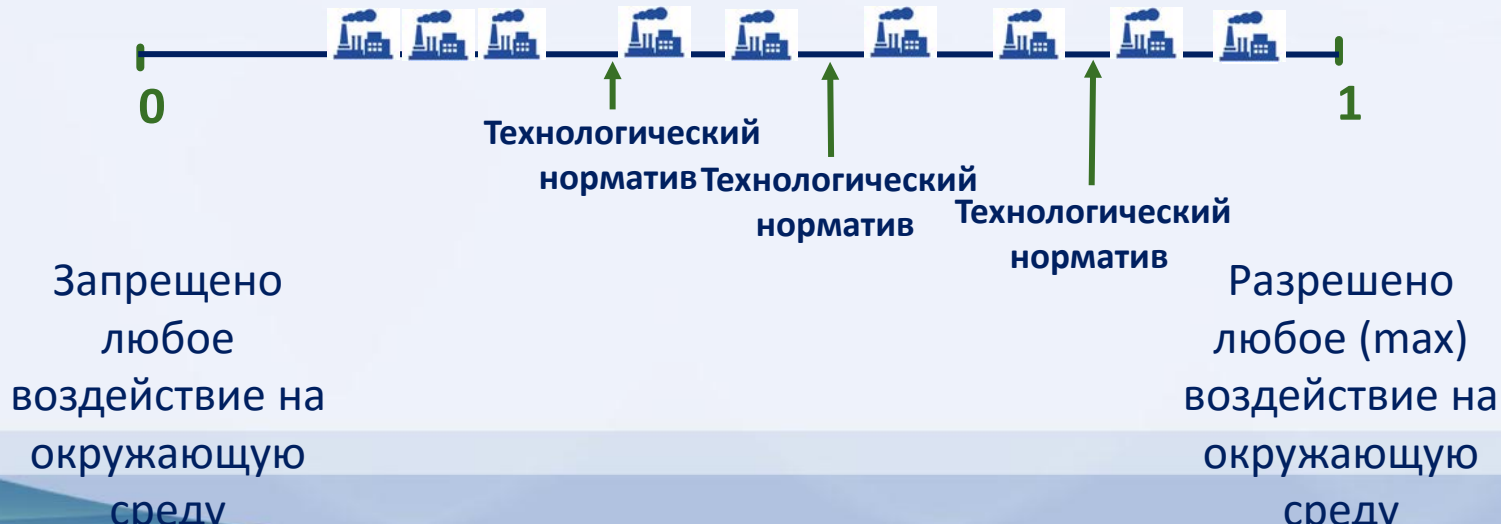 0
1
Технологический
норматив
Технологический
норматив
Технологический
норматив
Запрещено
любое
воздействие на
окружающую
среду
Разрешено
любое (max)
воздействие на
окружающую
среду